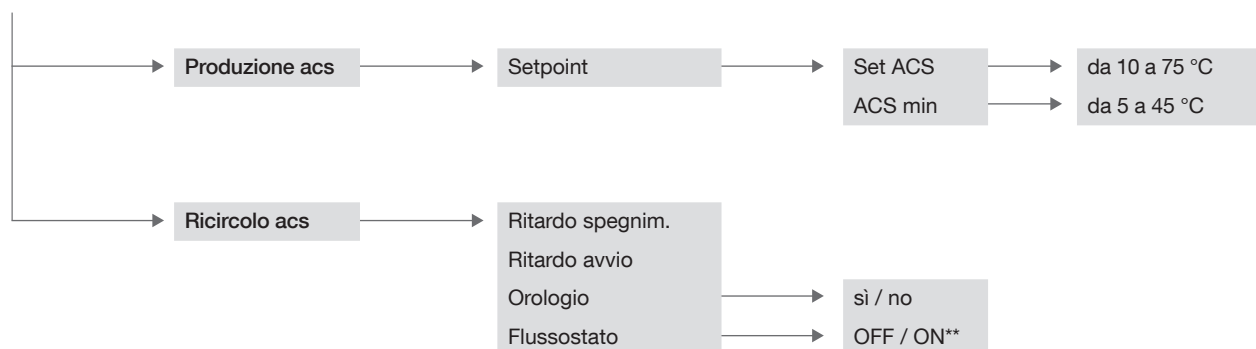 Produzione acs
Setpoint
Set ACS
da 10 a 75 °C
ACS min
da 5 a 45 °C
Ricircolo acs
Ritardo spegnim.
Ritardo avvio
Orologio
sì / no
Flussostato
OFF / ON**